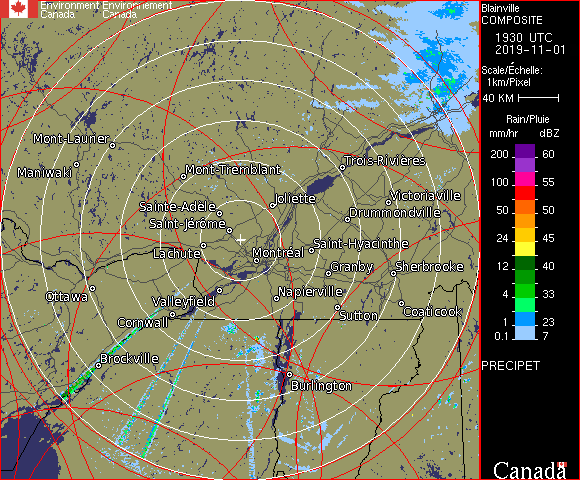 Environment Environnement
Canada Canada
Blainville
COMPOSITE
1930 UTC
2019-11-01
Scale/Échelle:
1km/Pixel
40 KM
Rain/Pluie
mm/hr dBZ
200 60
100 55
50 50
24 45
12 40
4 33
1 23
0.1 7
PRECIPET
Mont-Laurier
Maniwaki
Mont-Tremblant
Trois-Rivières
Joliette
Victoriaville
Sainte-Adèle
Drummondville
Saint-Jérôme
Saint-Hyacinthe
Lachute
Montréal
Granby
Sherbrooke
Ottawa
Valleyfield
Napierville
Coaticook
Cornwall
Sutton
Brockville
Burlington
Canada